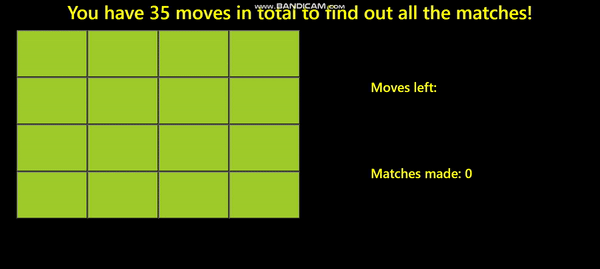 You have 35 moves in total to find out all the matches!
www.BANDICAM.com
Moves left:
Matches made: 0